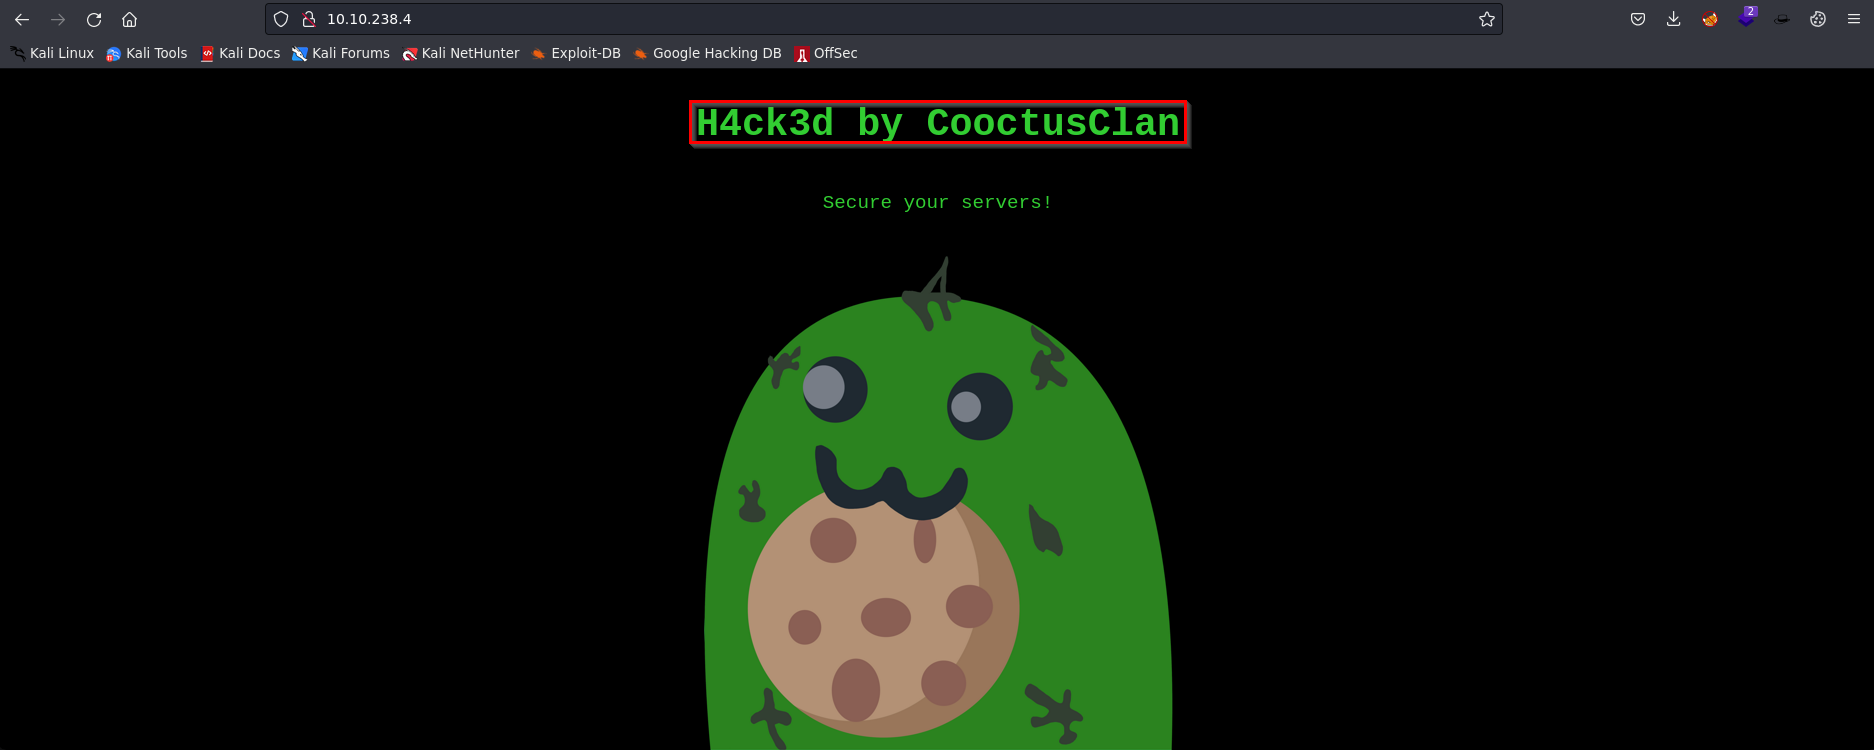 10.10.238.4
2
Kali Linux Kali Tools Kali Docs Kali Forums Kali NetHunter Exploit-DB Google Hacking DB OffSec
H4ck3d by CooctusClan
Secure your servers!